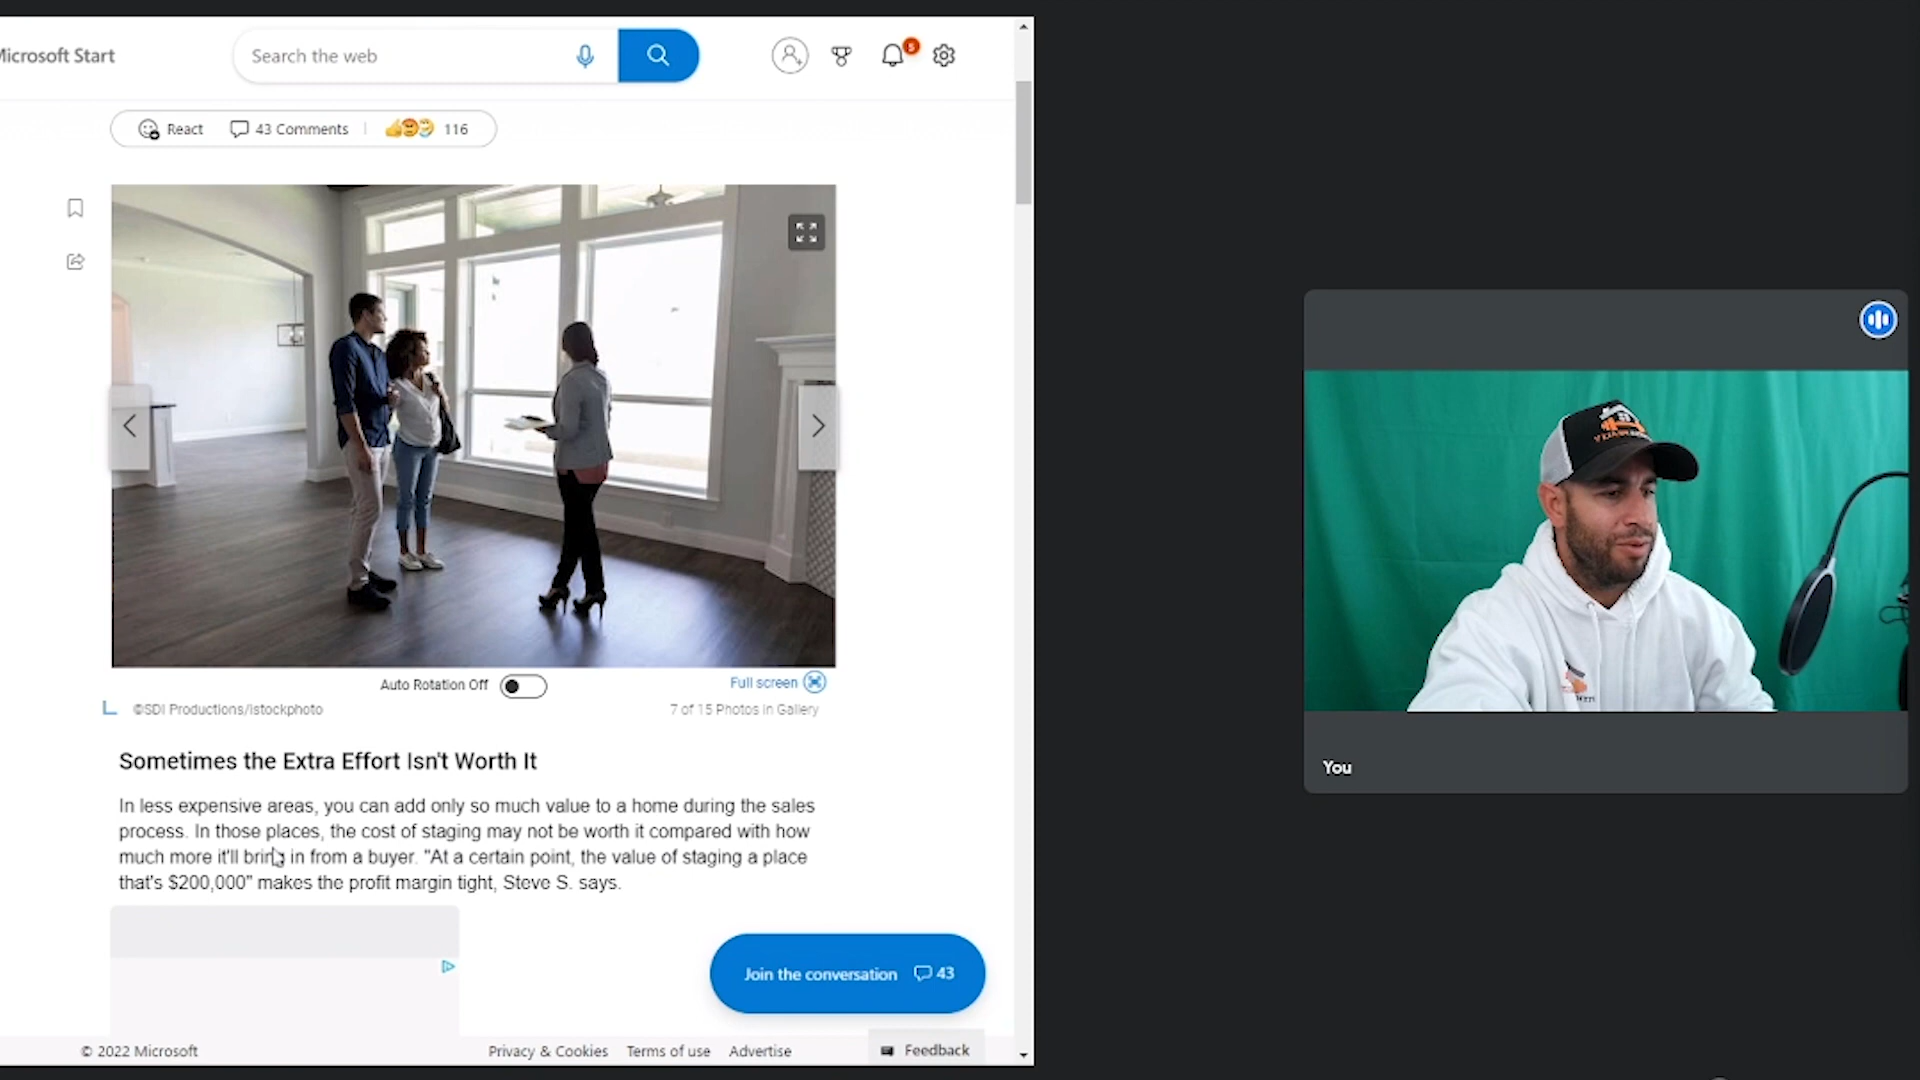 Microsoft Start
Search the web
5
React
43 Comments
116
Auto Rotation Off
Full screen
©SDI Productions/istockphoto
7 of 15 Photos in Gallery
Sometimes the Extra Effort Isn't Worth It
In less expensive areas, you can add only so much value to a home during the sales
process. In those places, the cost of staging may not be worth it compared with how
much more it'll bring in from a buyer. "At a certain point, the value of staging a place
that's $200,000" makes the profit margin tight, Steve S. says.
Join the conversation
43
© 2022 Microsoft
Privacy & Cookies
Terms of use
Advertise
Feedback
You